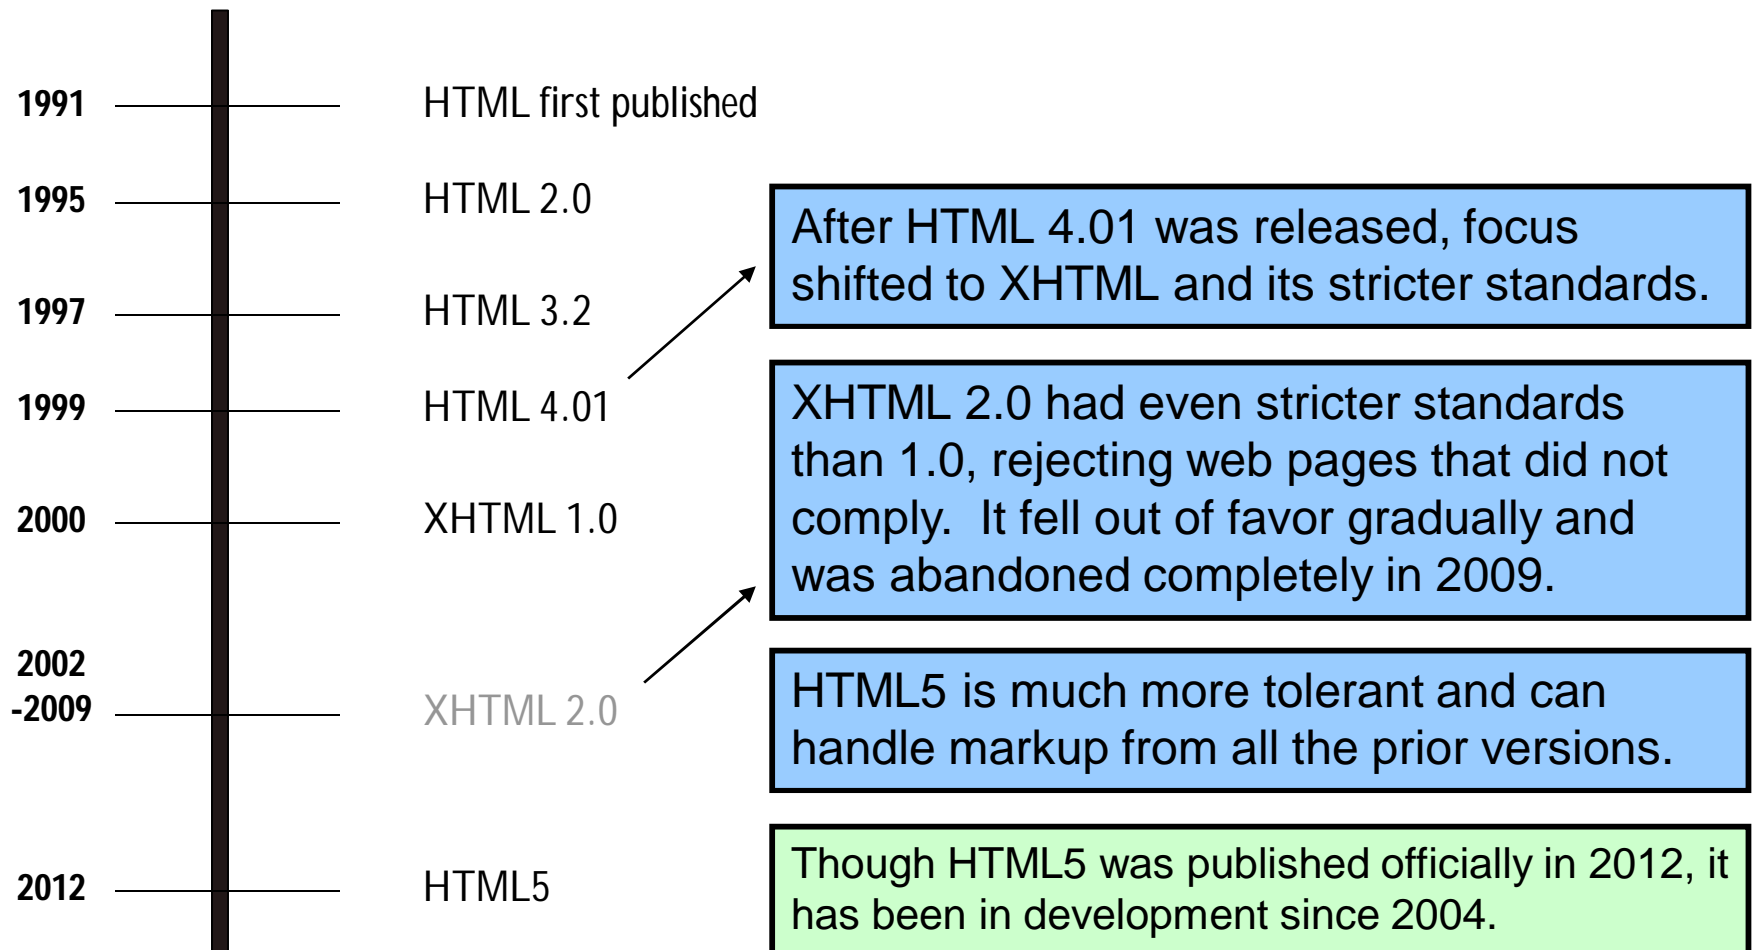 1991 HTML first published
1995 HTML 2.0
1997 HTML 3.2
1999 HTML 4.01
2000 XHTML 1.0
2002
-2009 XHTML 2.0
2012 HTML5
After HTML 4.01 was released, focus
shifted to XHTML and its stricter standards.
XHTML 2.0 had even stricter standards
than 1.0, rejecting web pages that did not
comply.  It fell out of favor gradually and
was abandoned completely in 2009.
HTML5 is much more tolerant and can
handle markup from all the prior versions.
Though HTML5 was published officially in 2012, it
has been in development since 2004.